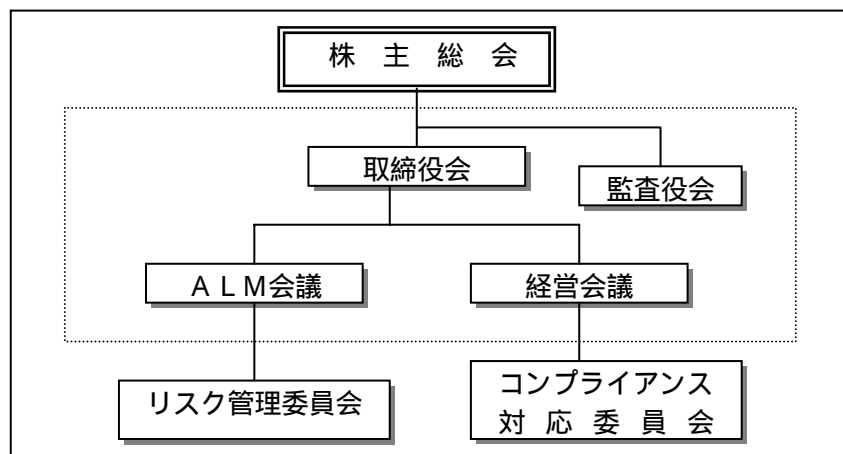 株 主 総 会
取締役会
監査役会
ＡＬＭ会議
経営会議
リスク管理委員会
コンプライアンス
対 応 委 員 会